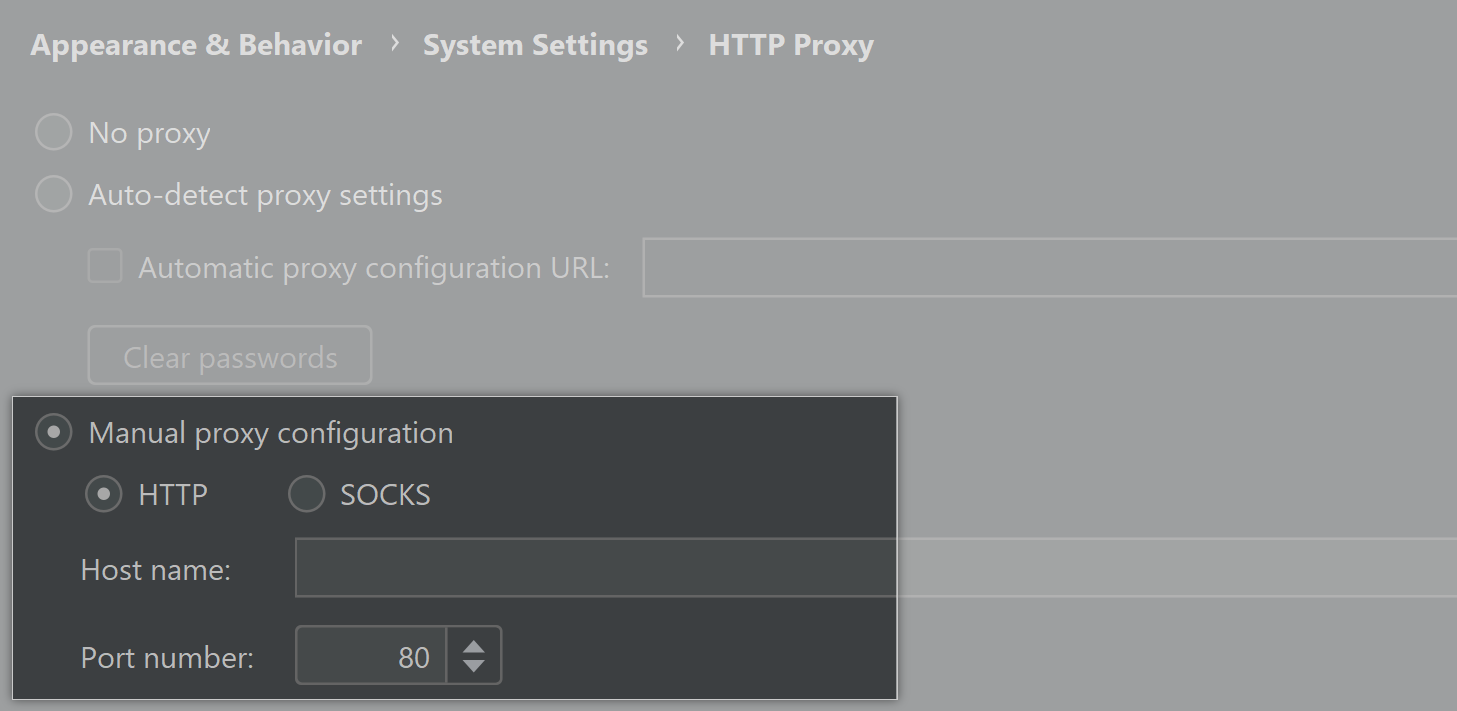 Appearance & Behavior › System Settings › HTTP Proxy
No proxy
Auto-detect proxy settings
Automatic proxy configuration URL:
Clear passwords
Manual proxy configuration
HTTP SOCKS
Host name:
Port number: 80